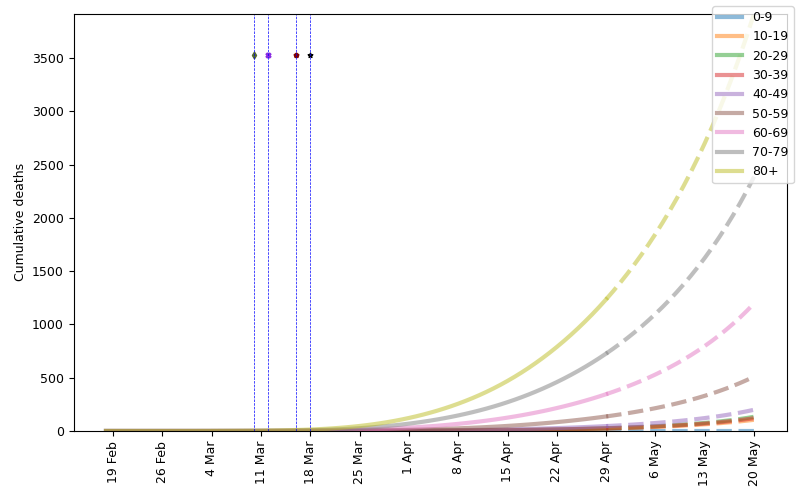 0-9
10-19
20-29
30-39
40-49
50-59
60-69
70-79
80+
Cumulative deaths
3500
3000
2500
2000
1500
1000
500
0
19 Feb
26 Feb
4 Mar
11 Mar
18 Mar
25 Mar
1 Apr
8 Apr
15 Apr
22 Apr
29 Apr
6 May
13 May
20 May